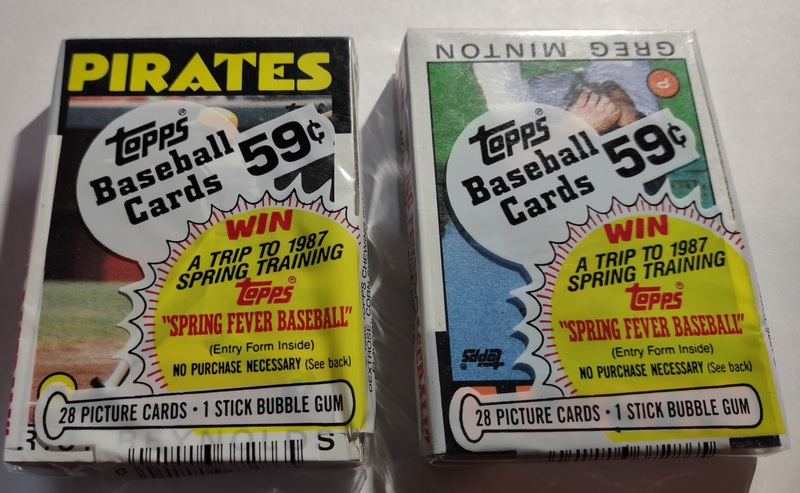 PIRATES
Topps®
Baseball
Cards
59¢
WIN
A TRIP TO 1987
SPRING TRAINING
Topps®
"SPRING FEVER BASEBALL"
(Entry Form Inside)
NO PURCHASE NECESSARY (See back)
28 PICTURE CARDS • 1 STICK BUBBLE GUM
REYNOLDS
GREG MINTON
P
Topps®
Baseball
Cards
59¢
WIN
A TRIP TO 1987
SPRING TRAINING
Topps®
"SPRING FEVER BASEBALL"
(Entry Form Inside)
NO PURCHASE NECESSARY (See back)
Topps
28 PICTURE CARDS • 1 STICK BUBBLE GUM